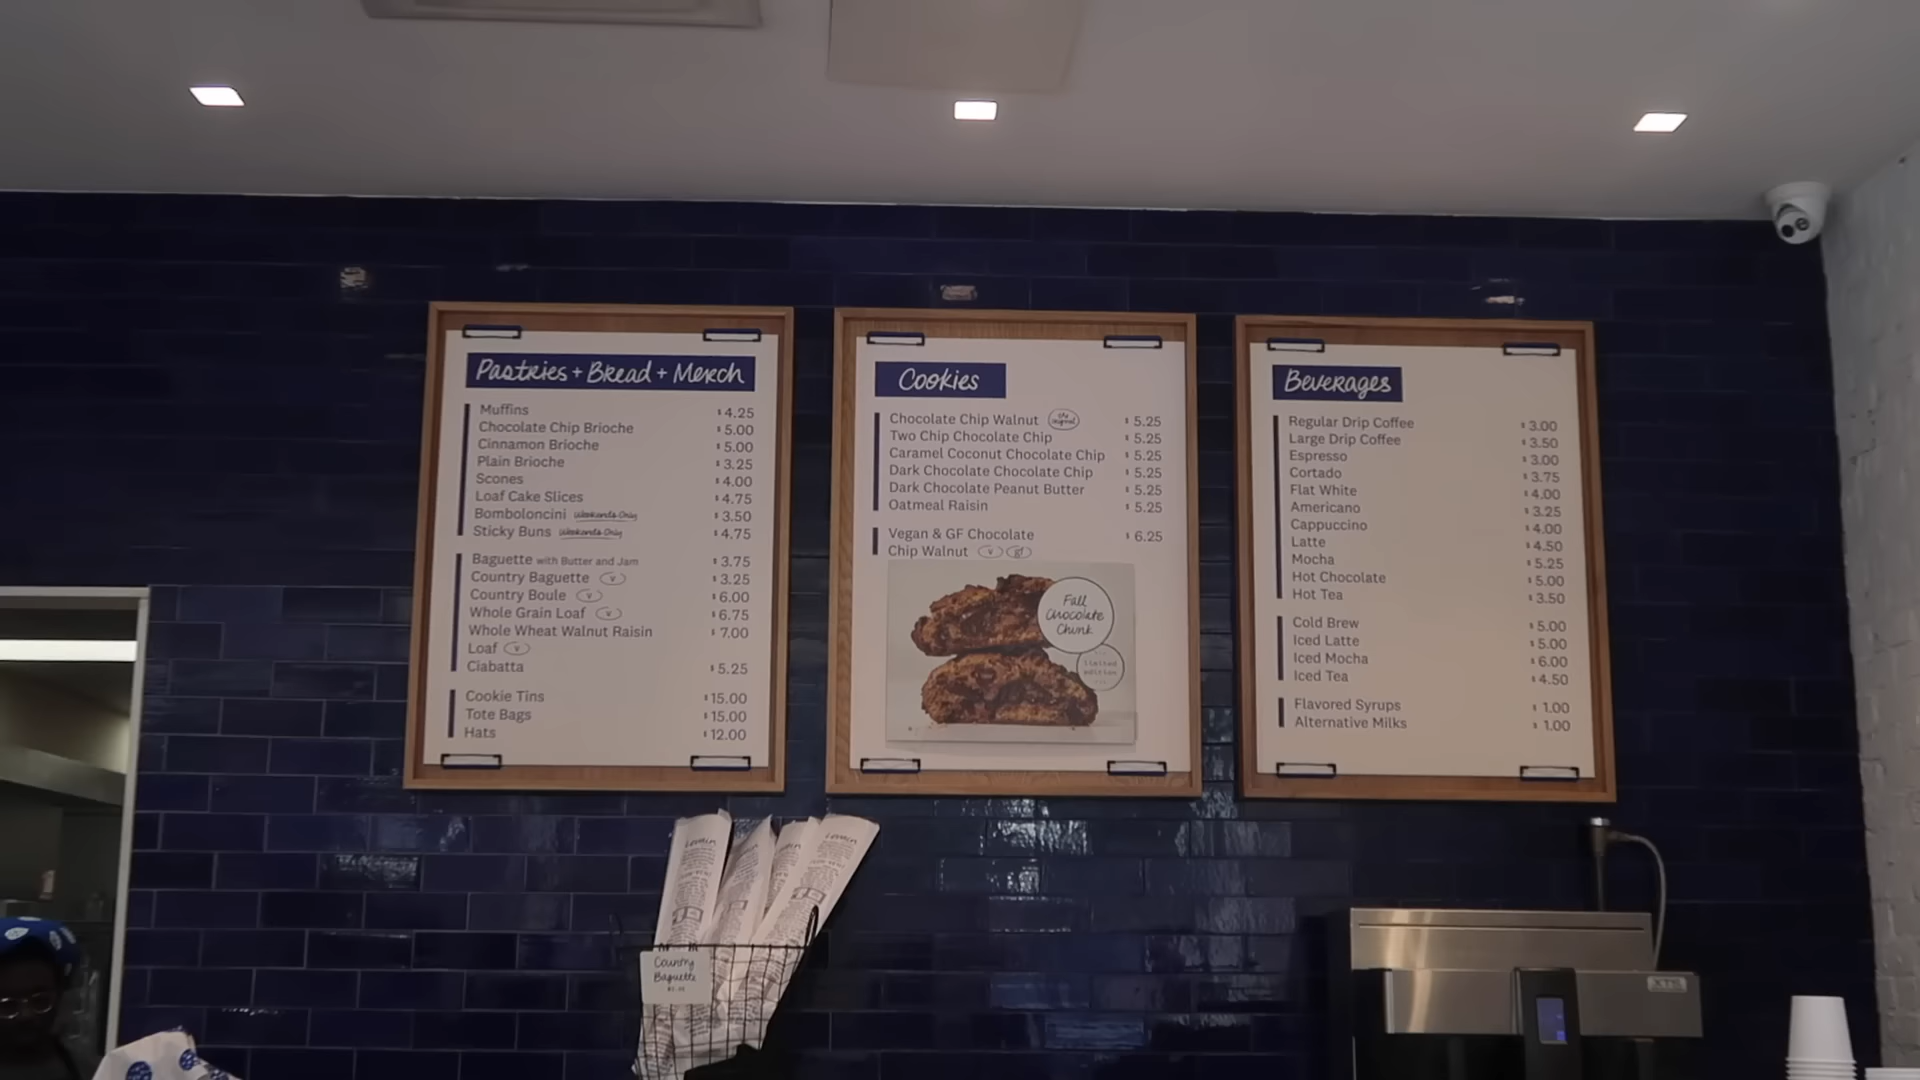 Pastries + Bread + Merch
Muffins $4.25
Chocolate Chip Brioche $5.00
Cinnamon Brioche $5.00
Plain Brioche $3.25
Scones $4.00
Loaf Cake Slices $4.75
Bomboloncini Weekends Only $3.50
Sticky Buns Weekends Only $4.75
Baguette with Butter and Jam $3.75
Country Baguette V $3.25
Country Boule V $6.00
Whole Grain Loaf V $6.75
Whole Wheat Walnut Raisin $7.00
Loaf V
Ciabatta $5.25
Cookie Tins $15.00
Tote Bags $15.00
Hats $12.00
Cookies
Chocolate Chip Walnut the original $5.25
Two Chip Chocolate Chip $5.25
Caramel Coconut Chocolate Chip $5.25
Dark Chocolate Chocolate Chip $5.25
Dark Chocolate Peanut Butter $5.25
Oatmeal Raisin $5.25
Vegan & GF Chocolate $6.25
Chip Walnut V gf
Fall
Chocolate
Chunk
limited
edition
Beverages
Regular Drip Coffee $3.00
Large Drip Coffee $3.50
Espresso $3.00
Cortado $3.75
Flat White $4.00
Americano $3.25
Cappuccino $4.00
Latte $4.50
Mocha $5.25
Hot Chocolate $5.00
Hot Tea $3.50
Cold Brew $5.00
Iced Latte $5.00
Iced Mocha $6.00
Iced Tea $4.50
Flavored Syrups $1.00
Alternative Milks $1.00
Levain
Levain
Country
Baguette